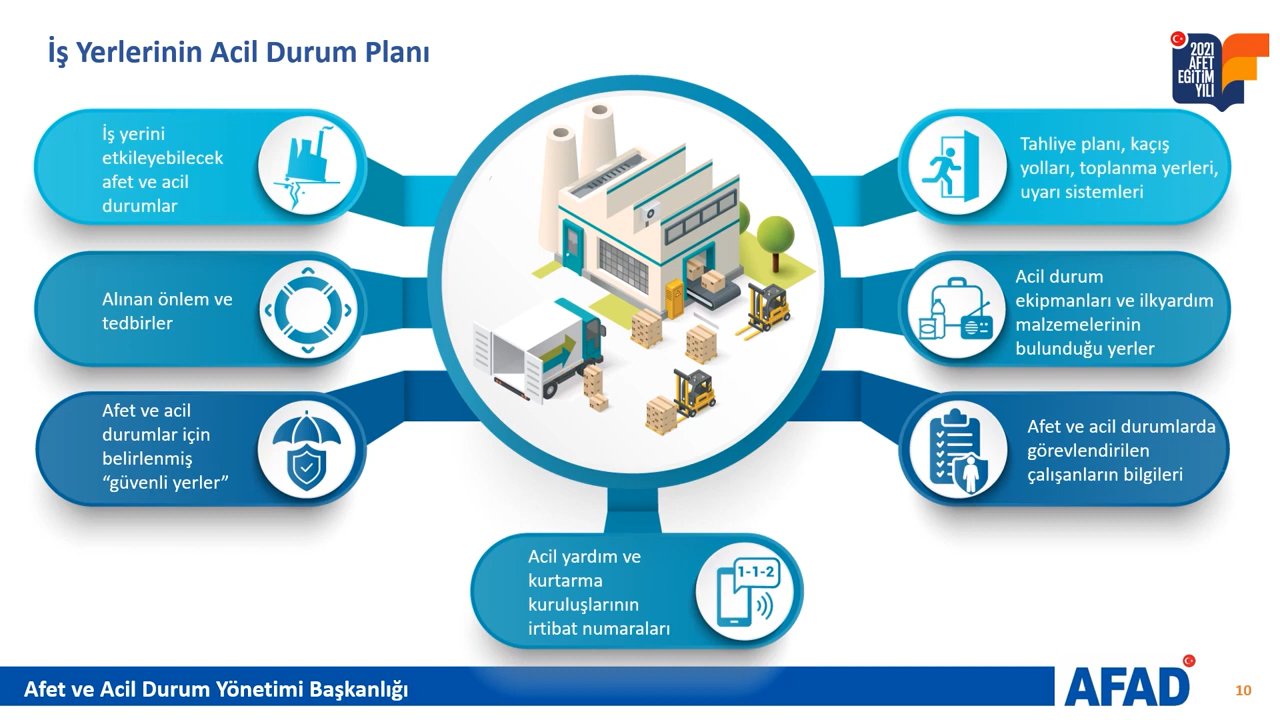 İş Yerlerinin Acil Durum Planı
2021
AFET
EĞİTİM
YILI
İş yerini
etkileyebilecek
afet ve acil
durumlar
Alınan önlem ve
tedbirler
Afet ve acil
durumlar için
belirlenmiş
“güvenli yerler”
Tahliye planı, kaçış
yolları, toplanma yerleri,
uyarı sistemleri
Acil durum
ekipmanları ve ilkyardım
malzemelerinin
bulunduğu yerler
Afet ve acil durumlarda
görevlendirilen
çalışanların bilgileri
Acil yardım ve
kurtarma
kuruluşlarının
irtibat numaraları
1-1-2
Afet ve Acil Durum Yönetimi Başkanlığı
AFAD
10